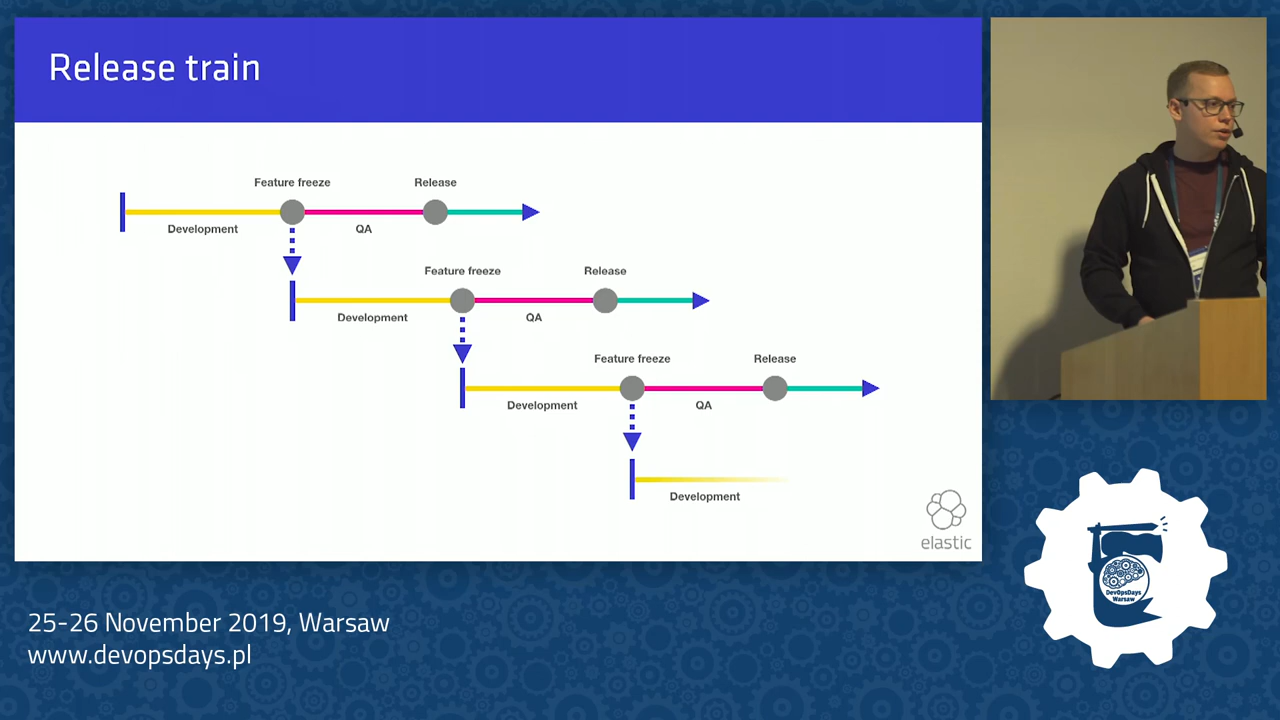 Release train
Feature freeze
Release
Development
QA
Feature freeze
Release
Development
QA
Feature freeze
Release
Development
QA
Development
elastic
25-26 November 2019, Warsaw
www.devopsdays.pl
DevOpsDays
Warsaw